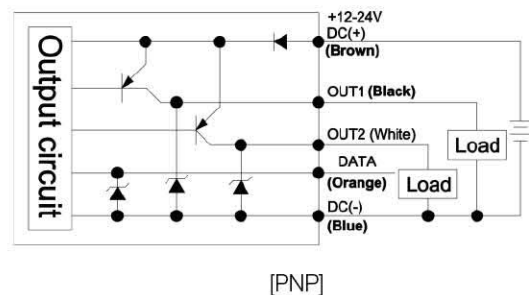 Output circuit
+12-24V
DC(+)
(Brown)
OUT1 (Black)
OUT2 (White)
Load
DATA
(Orange)
Load
DC(-)
(Blue)
[PNP]